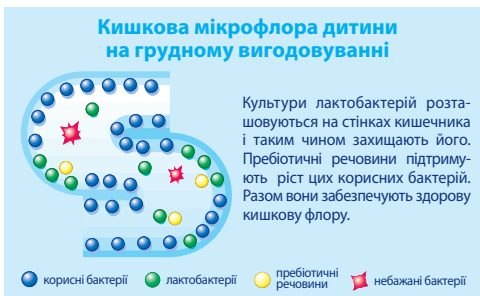 Кишкова мікрофлора дитини
на грудному вигодовуванні
Культури лактобактерій розта-
шовуються на стінках кишечника
і таким чином захищають його.
Пребіотичні речовини підтриму-
ють ріст цих корисних бактерій.
Разом вони забезпечують здорову
кишкову флору.
корисні бактерії
лактобактерії
пребіотичні
речовини
небажані бактерії